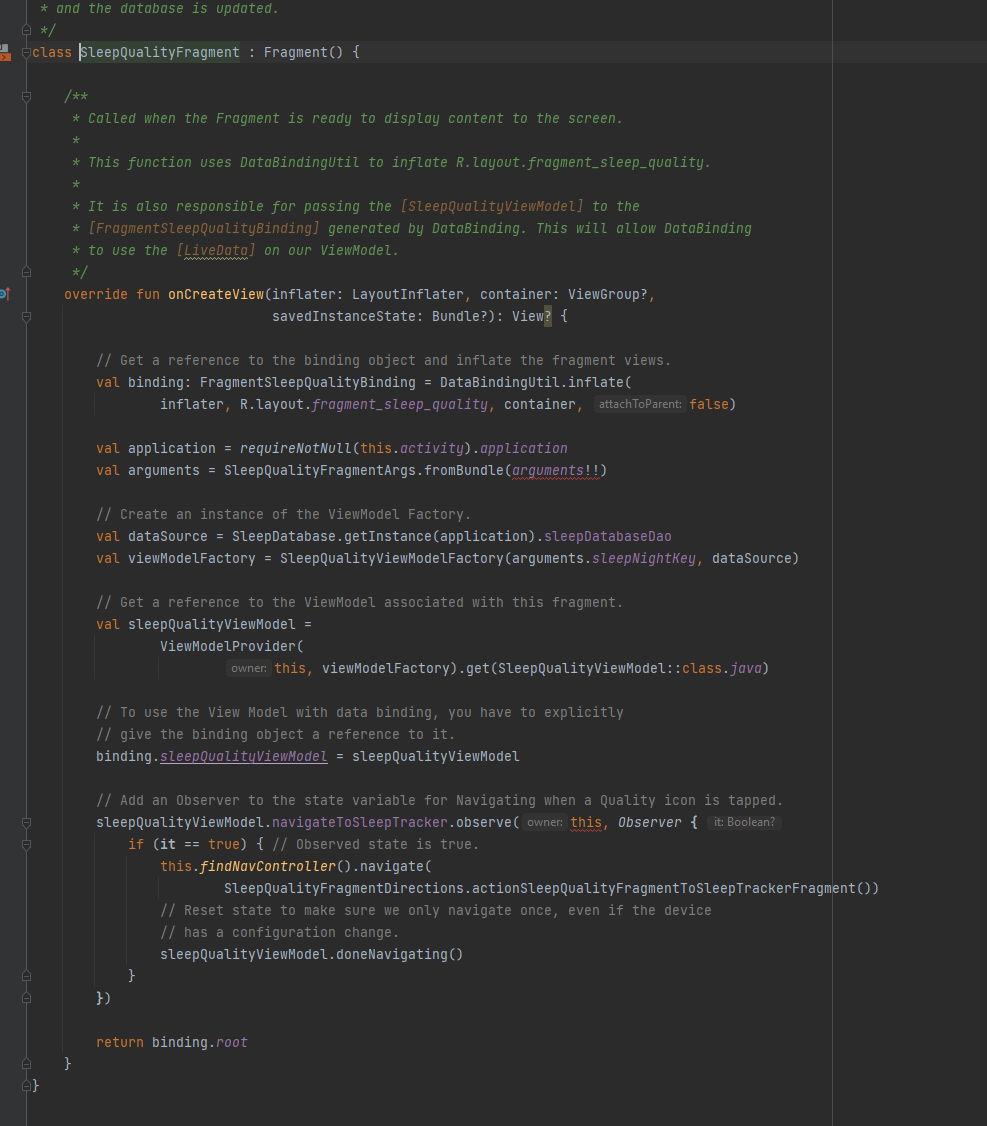 * and the database is updated.
*/
class SleepQualityFragment : Fragment() {
/**
* Called when the Fragment is ready to display content to the screen.
*
* This function uses DataBindingUtil to inflate R.layout.fragment_sleep_quality.
*
* It is also responsible for passing the [SleepQualityViewModel] to the
* [FragmentSleepQualityBinding] generated by DataBinding. This will allow DataBinding
* to use the [LiveData] on our ViewModel.
*/
override fun onCreateView(inflater: LayoutInflater, container: ViewGroup?,
savedInstanceState: Bundle?): View? {
// Get a reference to the binding object and inflate the fragment views.
val binding: FragmentSleepQualityBinding = DataBindingUtil.inflate(
inflater, R.layout.fragment_sleep_quality, container, attachToParent: false)
val application = requireNotNull(this.activity).application
val arguments = SleepQualityFragmentArgs.fromBundle(arguments!!)
// Create an instance of the ViewModel Factory.
val dataSource = SleepDatabase.getInstance(application).sleepDatabaseDao
val viewModelFactory = SleepQualityViewModelFactory(arguments.sleepNightKey, dataSource)
// Get a reference to the ViewModel associated with this fragment.
val sleepQualityViewModel =
ViewModelProvider(
owner: this, viewModelFactory).get(SleepQualityViewModel::class.java)
// To use the View Model with data binding, you have to explicitly
// give the binding object a reference to it.
binding.sleepQualityViewModel = sleepQualityViewModel
// Add an Observer to the state variable for Navigating when a Quality icon is tapped.
sleepQualityViewModel.navigateToSleepTracker.observe( owner: this, Observer { it: Boolean?
if (it == true) { // Observed state is true.
this.findNavController().navigate(
SleepQualityFragmentDirections.actionSleepQualityFragmentToSleepTrackerFragment())
// Reset state to make sure we only navigate once, even if the device
// has a configuration change.
sleepQualityViewModel.doneNavigating()
}
})
return binding.root
}
}